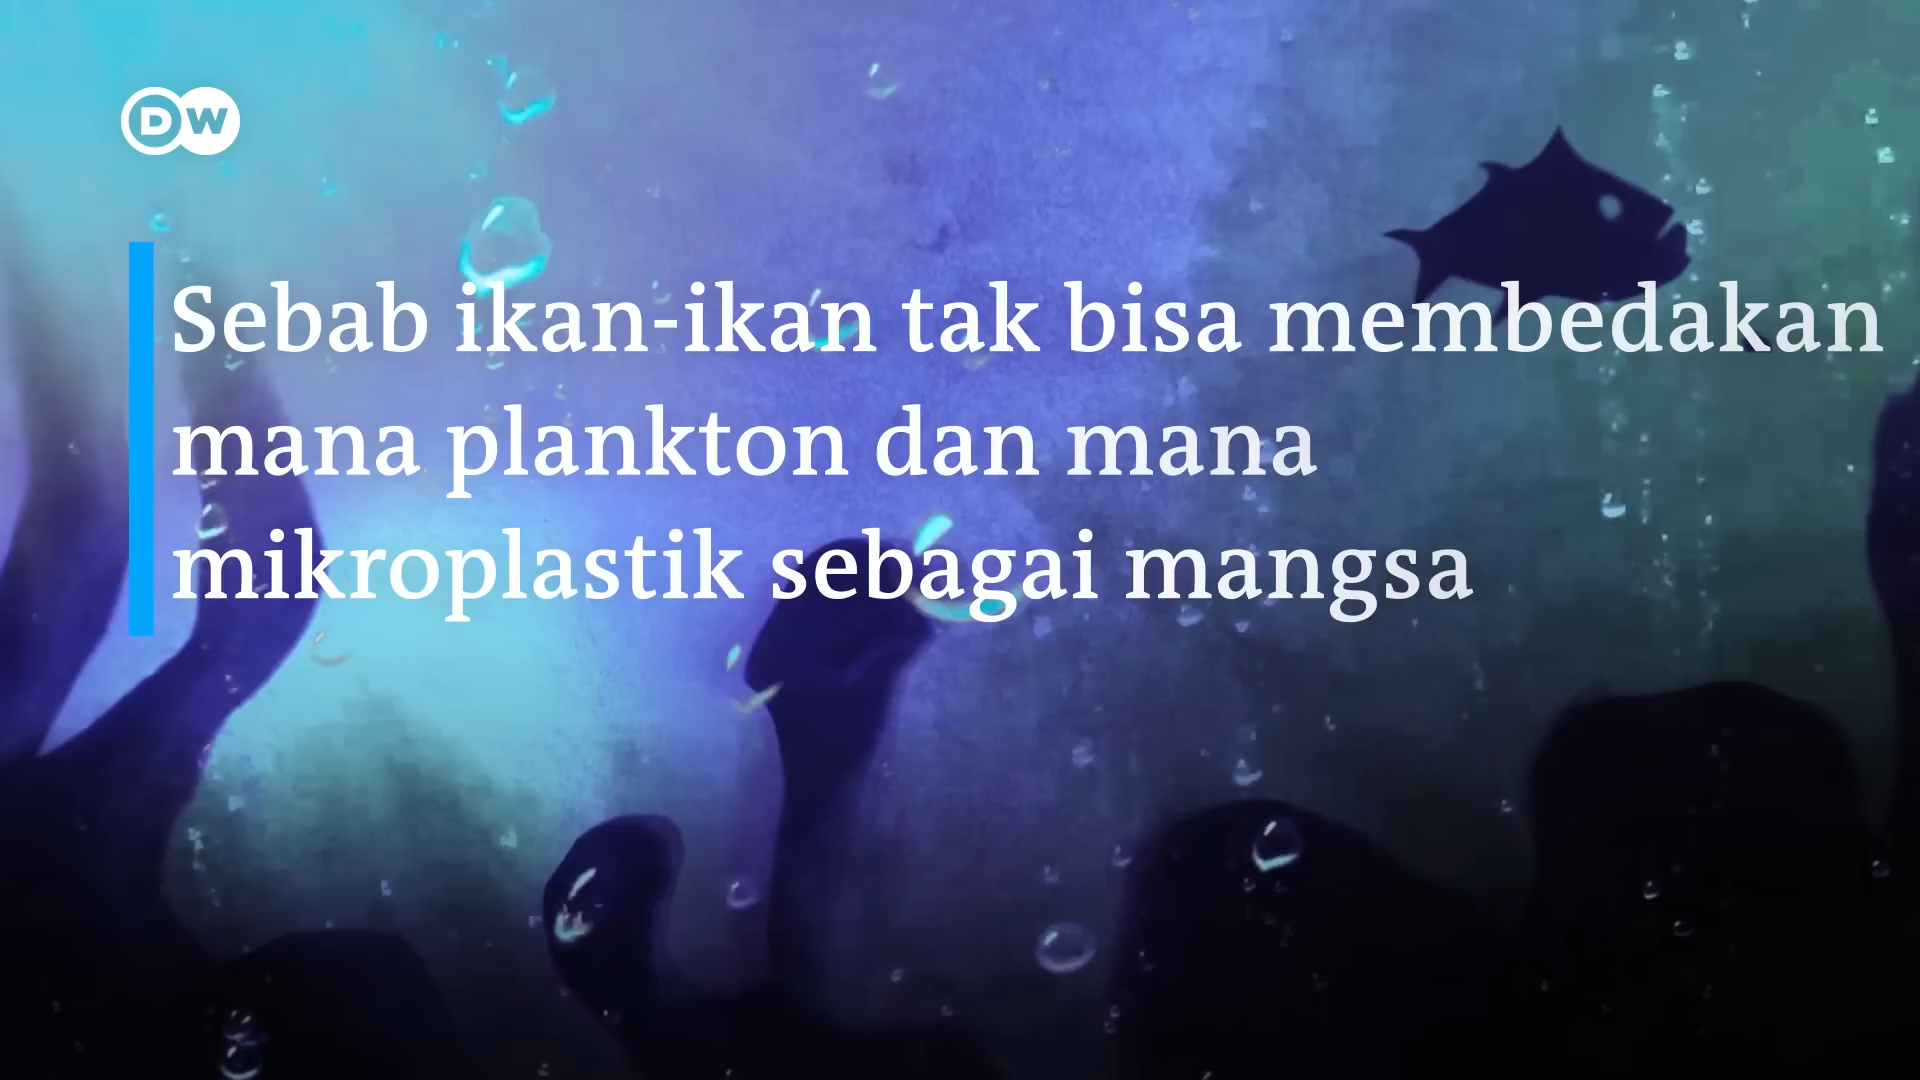 DW
Sebab ikan-ikan tak bisa membedakan
mana plankton dan mana
mikroplastik sebagai mangsa